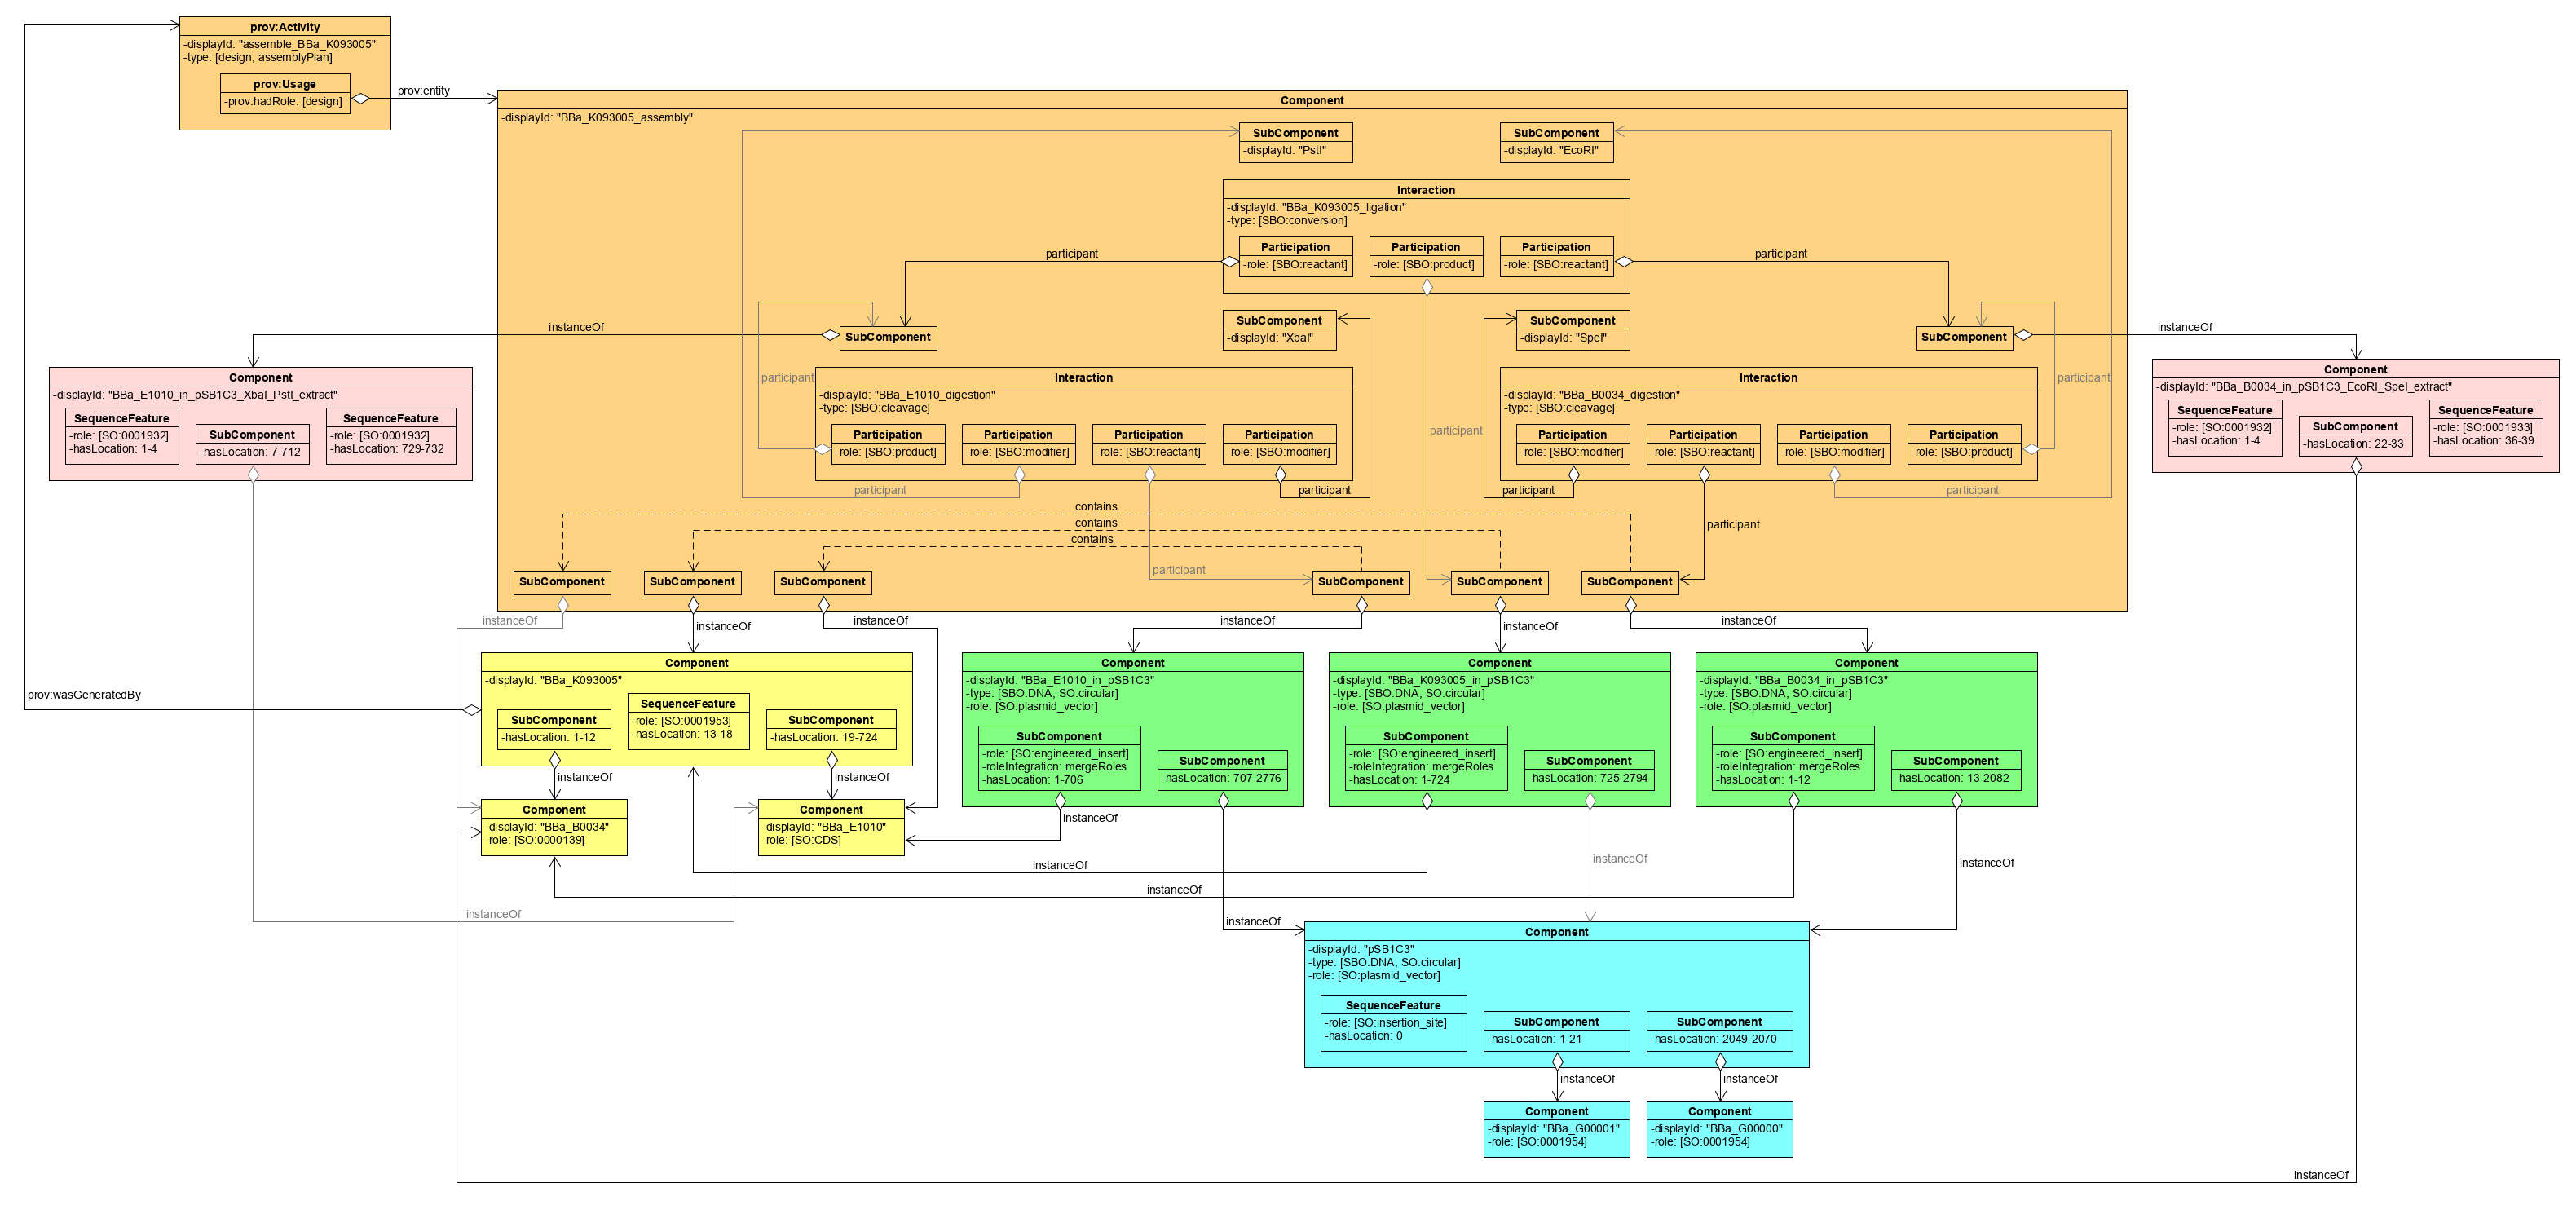 prov:Activity
-displayId: "assemble_BBa_K093005"
-type: [design, assemblyPlan]
prov:Usage
-prov:hadRole: [design]
prov:entity
Component
-displayId: "BBa_K093005_assembly"
SubComponent
-displayId: "PstI"
SubComponent
-displayId: "EcoRI"
Interaction
-displayId: "BBa_K093005_ligation"
-type: [SBO:conversion]
Participation
-role: [SBO:reactant]
Participation
-role: [SBO:product]
Participation
-role: [SBO:reactant]
participant
participant
instanceOf
SubComponent
SubComponent
-displayId: "XbaI"
SubComponent
-displayId: "SpeI"
SubComponent
instanceOf
Component
-displayId: "BBa_E1010_in_pSB1C3_XbaI_PstI_extract"
SequenceFeature
-role: [SO:0001932]
-hasLocation: 1-4
SubComponent
-hasLocation: 7-712
SequenceFeature
-role: [SO:0001932]
-hasLocation: 729-732
participant
Interaction
-displayId: "BBa_E1010_digestion"
-type: [SBO:cleavage]
Participation
-role: [SBO:product]
Participation
-role: [SBO:modifier]
Participation
-role: [SBO:reactant]
Participation
-role: [SBO:modifier]
participant
participant
participant
Interaction
-displayId: "BBa_B0034_digestion"
-type: [SBO:cleavage]
Participation
-role: [SBO:modifier]
Participation
-role: [SBO:reactant]
Participation
-role: [SBO:modifier]
Participation
-role: [SBO:product]
participant
participant
participant
Component
-displayId: "BBa_B0034_in_pSB1C3_EcoRI_SpeI_extract"
SequenceFeature
-role: [SO:0001932]
-hasLocation: 1-4
SubComponent
-hasLocation: 22-33
SequenceFeature
-role: [SO:0001933]
-hasLocation: 36-39
contains
contains
contains
participant
participant
SubComponent
SubComponent
SubComponent
SubComponent
SubComponent
SubComponent
instanceOf
instanceOf
instanceOf
instanceOf
instanceOf
instanceOf
prov:wasGeneratedBy
Component
-displayId: "BBa_K093005"
SubComponent
-hasLocation: 1-12
SequenceFeature
-role: [SO:0001953]
-hasLocation: 13-18
SubComponent
-hasLocation: 19-724
instanceOf
instanceOf
Component
-displayId: "BBa_E1010_in_pSB1C3"
-type: [SBO:DNA, SO:circular]
-role: [SO:plasmid_vector]
SubComponent
-role: [SO:engineered_insert]
-roleIntegration: mergeRoles
-hasLocation: 1-706
SubComponent
-hasLocation: 707-2776
Component
-displayId: "BBa_K093005_in_pSB1C3"
-type: [SBO:DNA, SO:circular]
-role: [SO:plasmid_vector]
SubComponent
-role: [SO:engineered_insert]
-roleIntegration: mergeRoles
-hasLocation: 1-724
SubComponent
-hasLocation: 725-2794
Component
-displayId: "BBa_B0034_in_pSB1C3"
-type: [SBO:DNA, SO:circular]
-role: [SO:plasmid_vector]
SubComponent
-role: [SO:engineered_insert]
-roleIntegration: mergeRoles
-hasLocation: 1-12
SubComponent
-hasLocation: 13-2082
Component
-displayId: "BBa_B0034"
-role: [SO:0000139]
Component
-displayId: "BBa_E1010"
-role: [SO:CDS]
instanceOf
instanceOf
instanceOf
instanceOf
instanceOf
instanceOf
instanceOf
Component
-displayId: "pSB1C3"
-type: [SBO:DNA, SO:circular]
-role: [SO:plasmid_vector]
SequenceFeature
-role: [SO:insertion_site]
-hasLocation: 0
SubComponent
-hasLocation: 1-21
SubComponent
-hasLocation: 2049-2070
instanceOf
instanceOf
Component
-displayId: "BBa_G00001"
-role: [SO:0001954]
Component
-displayId: "BBa_G00000"
-role: [SO:0001954]
instanceOf